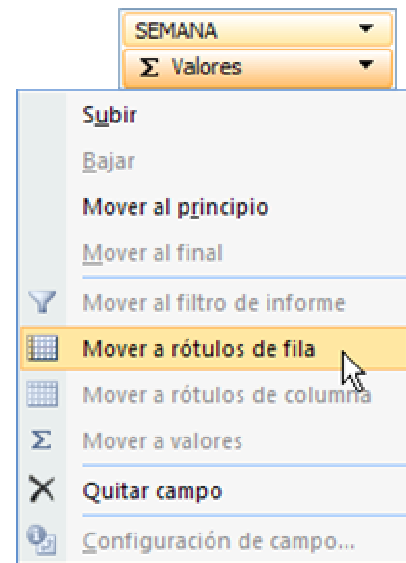 SEMANA
Σ Valores
Subir
Bajar
Mover al principio
Mover al final
Mover al filtro de informe
Mover a rótulos de fila
Mover a rótulos de columna
Σ Mover a valores
Quitar campo
Configuración de campo...